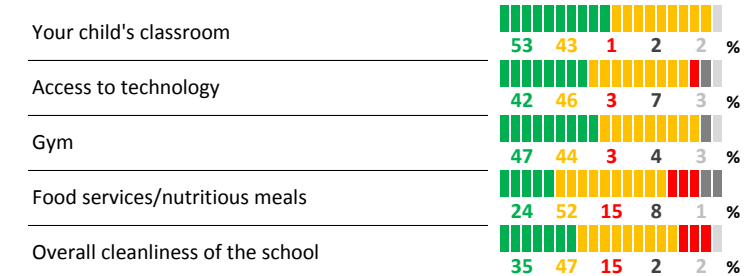 Your child's classroom
53 43 1 2 2 %
Access to technology
42 46 3 7 3 %
Gym
47 44 3 4 3 %
Food services/nutritious meals
24 52 15 8 1 %
Overall cleanliness of the school
35 47 15 2 2 %